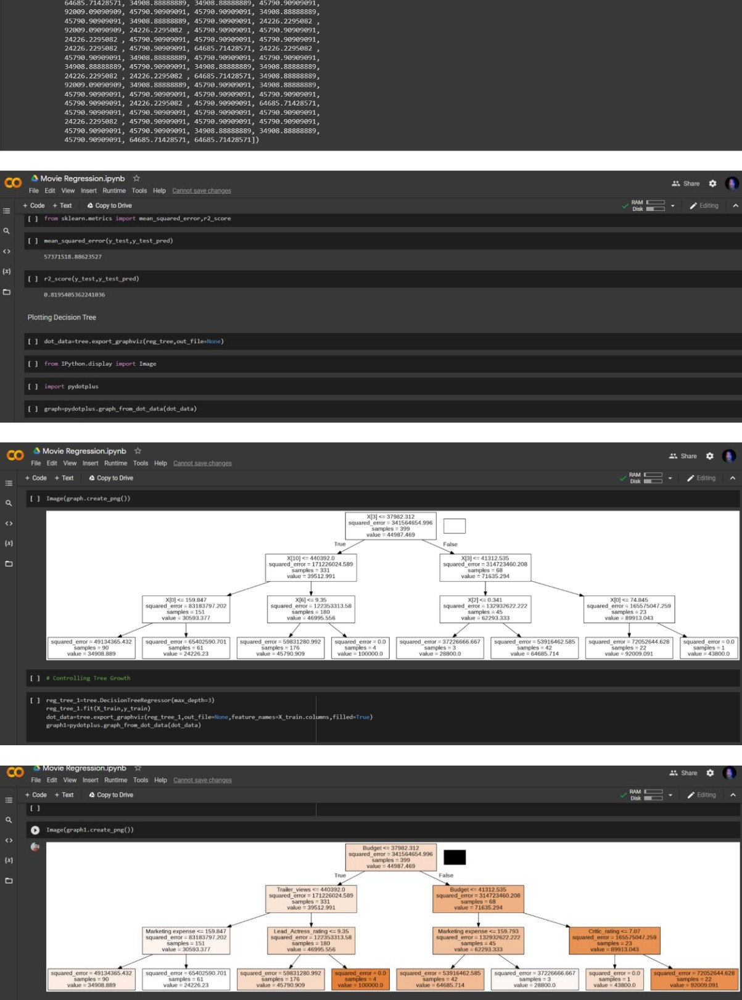 64685.71428571, 34908.88888889, 34908.88888889, 45790.90909091,
92009.09090909, 45790.90909091, 45790.90909091, 34908.88888889,
45790.90909091, 34908.88888889, 45790.90909091, 24226.2295082 ,
92009.09090909, 24226.2295082 , 45790.90909091, 45790.90909091,
24226.2295082 , 45790.90909091, 45790.90909091, 45790.90909091,
24226.2295082 , 45790.90909091, 64685.71428571, 24226.2295082 ,
45790.90909091, 34908.88888889, 45790.90909091, 45790.90909091,
34908.88888889, 45790.90909091, 34908.88888889, 34908.88888889,
24226.2295082 , 24226.2295082 , 64685.71428571, 34908.88888889,
92009.09090909, 34908.88888889, 45790.90909091, 34908.88888889,
45790.90909091, 45790.90909091, 45790.90909091, 45790.90909091,
45790.90909091, 24226.2295082 , 45790.90909091, 64685.71428571,
45790.90909091, 45790.90909091, 45790.90909091, 45790.90909091,
24226.2295082 , 45790.90909091, 45790.90909091, 45790.90909091,
45790.90909091, 45790.90909091, 34908.88888889, 34908.88888889,
45790.90909091, 64685.71428571, 64685.71428571])
Movie Regression.ipynb
Share
File Edit View Insert Runtime Tools Help Cannot save changes
+ Code + Text Copy to Drive
RAM
Disk
Editing
[ ] from sklearn.metrics import mean_squared_error,r2_score
[ ] mean_squared_error(y_test,y_test_pred)
57371518.88623527
[ ] r2_score(y_test,y_test_pred)
0.8195405362241036
Plotting Decision Tree
[ ] dot_data=tree.export_graphviz(reg_tree,out_file=None)
[ ] from IPython.display import Image
[ ] import pydotplus
[ ] graph=pydotplus.graph_from_dot_data(dot_data)
Movie Regression.ipynb
Share
File Edit View Insert Runtime Tools Help Cannot save changes
+ Code + Text Copy to Drive
RAM
Disk
Editing
[ ] Image(graph.create_png())
X[3] <= 37982.312
squared_error = 341564654.996
samples = 399
value = 44987.469
True
False
X[10] <= 440392.0
squared_error = 171226024.589
samples = 331
value = 39512.991
X[3] <= 41312.535
squared_error = 314723460.208
samples = 68
value = 71635.294
X[0] <= 159.847
squared_error = 83183797.202
samples = 151
value = 30593.377
X[6] <= 9.35
squared_error = 122353313.58
samples = 180
value = 46995.556
X[2] <= 0.341
squared_error = 132932622.222
samples = 45
value = 62293.333
X[0] <= 74.845
squared_error = 165575047.259
samples = 23
value = 89913.043
squared_error = 49134365.432
samples = 90
value = 34908.889
squared_error = 65402590.701
samples = 61
value = 24226.23
squared_error = 59831280.992
samples = 176
value = 45790.909
squared_error = 0.0
samples = 4
value = 100000.0
squared_error = 37226666.667
samples = 3
value = 28800.0
squared_error = 53916462.585
samples = 42
value = 64685.714
squared_error = 72052644.628
samples = 22
value = 92009.091
squared_error = 0.0
samples = 1
value = 43800.0
[ ] # Controlling Tree Growth
[ ] reg_tree_1=tree.DecisionTreeRegressor(max_depth=3)
reg_tree_1.fit(X_train,y_train)
dot_data=tree.export_graphviz(reg_tree_1,out_file=None,feature_names=X_train.columns,filled=True)
graph1=pydotplus.graph_from_dot_data(dot_data)
Movie Regression.ipynb
Share
File Edit View Insert Runtime Tools Help Cannot save changes
+ Code + Text Copy to Drive
RAM
Disk
Editing
[ ]
Image(graph1.create_png())
Budget <= 37982.312
squared_error = 341564654.996
samples = 399
value = 44987.469
True
False
Trailer_views <= 440392.0
squared_error = 171226024.589
samples = 331
value = 39512.991
Budget <= 41312.535
squared_error = 314723460.208
samples = 68
value = 71635.294
Marketing expense <= 159.847
squared_error = 83183797.202
samples = 151
value = 30593.377
Lead_Actress_rating <= 9.35
squared_error = 122353313.58
samples = 180
value = 46995.556
Marketing expense <= 159.793
squared_error = 132932622.222
samples = 45
value = 62293.333
Critic_rating <= 7.07
squared_error = 165575047.259
samples = 23
value = 89913.043
squared_error = 49134365.432
samples = 90
value = 34908.889
squared_error = 65402590.701
samples = 61
value = 24226.23
squared_error = 59831280.992
samples = 176
value = 45790.909
squared_error = 0.0
samples = 4
value = 100000.0
squared_error = 53916462.585
samples = 42
value = 64685.714
squared_error = 37226666.667
samples = 3
value = 28800.0
squared_error = 0.0
samples = 1
value = 43800.0
squared_error = 72052644.628
samples = 22
value = 92009.091